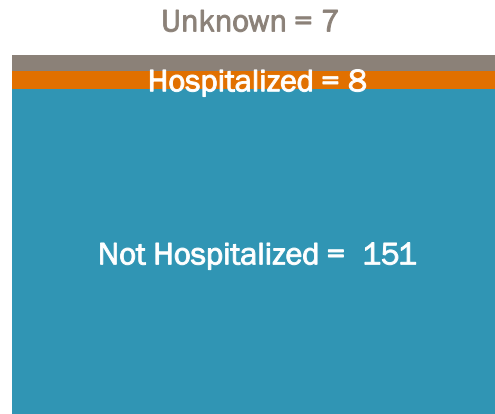 Unknown = 7
Hospitalized = 8
Not Hospitalized = 151